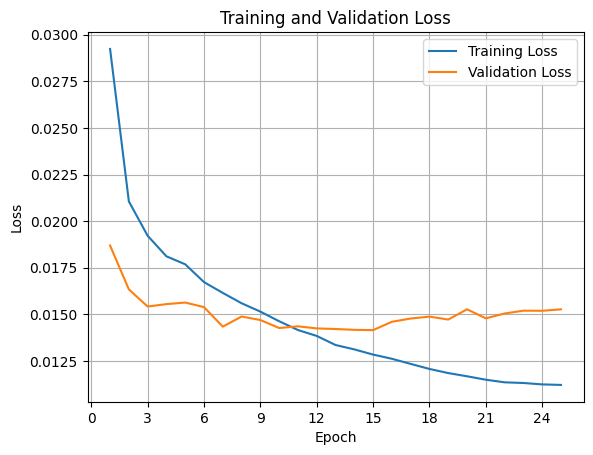 Training and Validation Loss
Training Loss
Validation Loss
Loss
0.0300
0.0275
0.0250
0.0225
0.0200
0.0175
0.0150
0.0125
0 3 6 9 12 15 18 21 24
Epoch